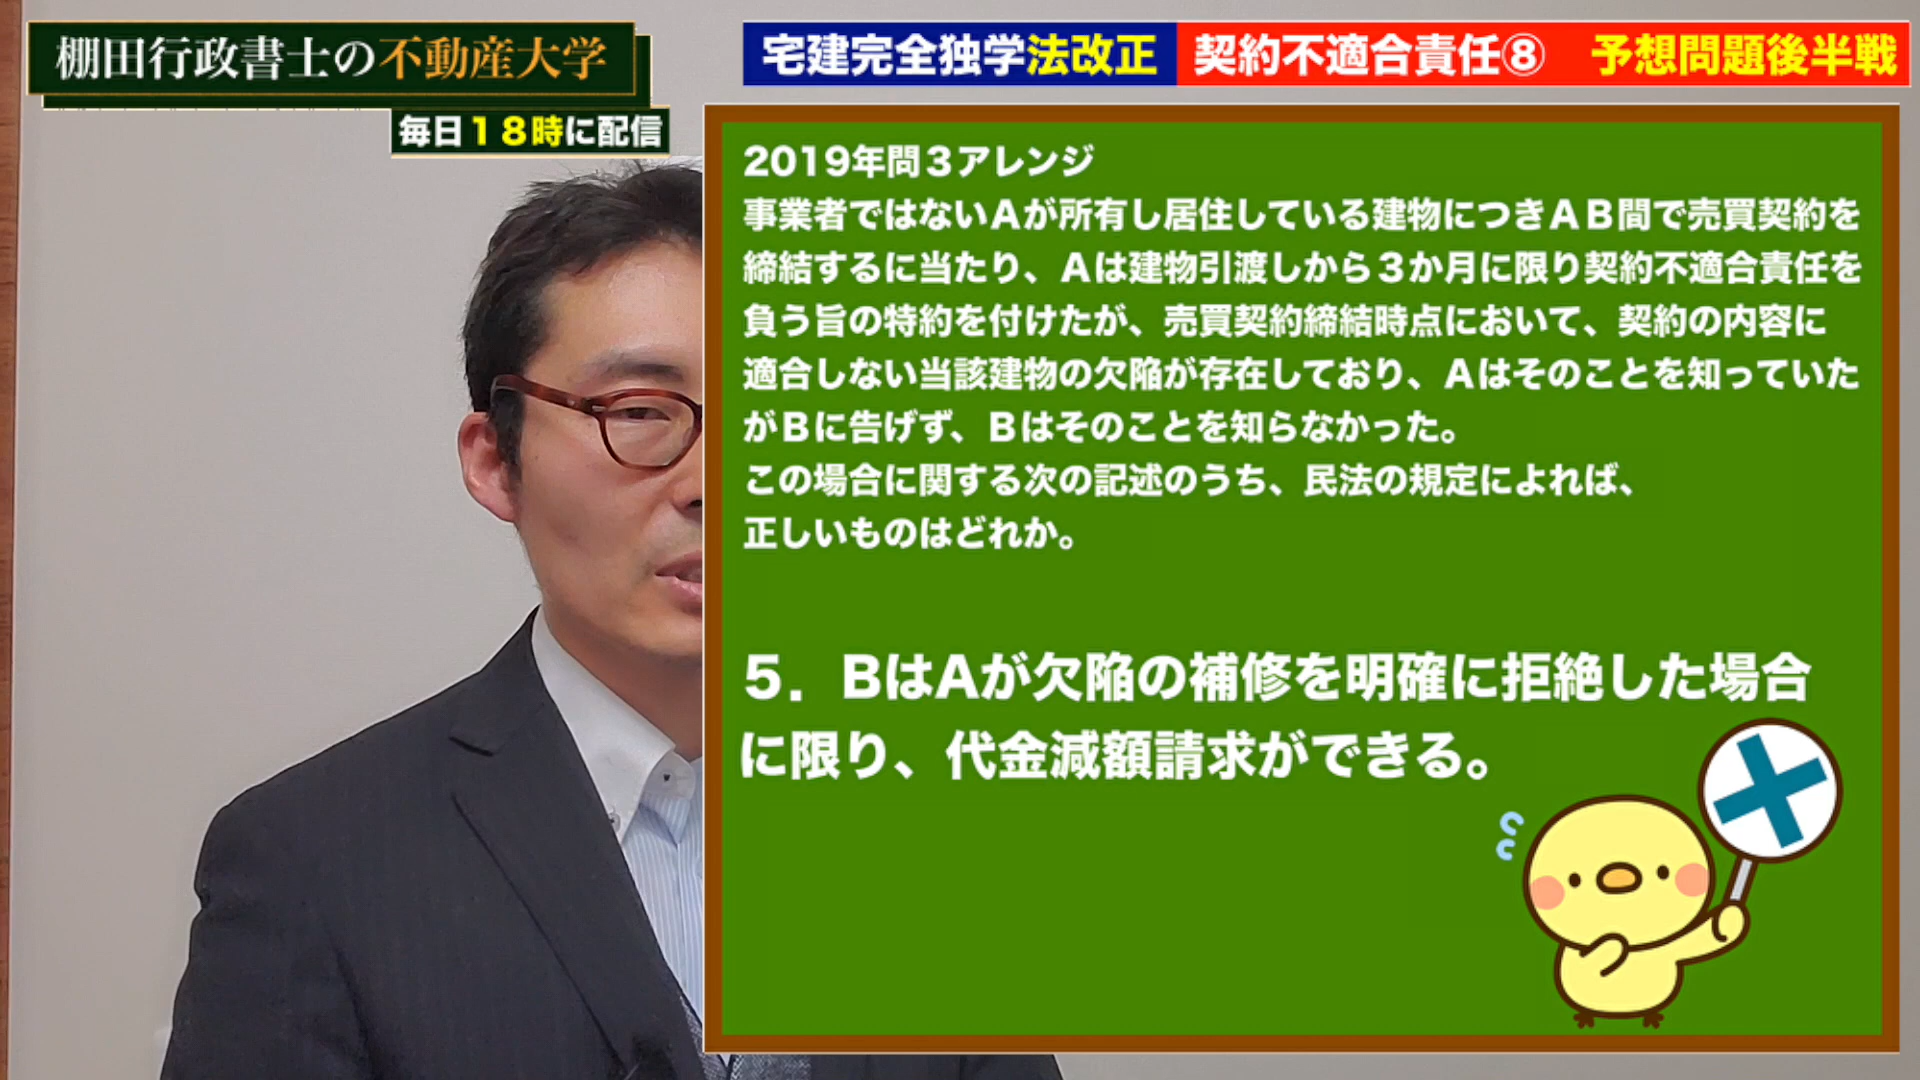 棚田行政書士の不動産大学
毎日１８時に配信
宅建完全独学法改正 契約不適合責任⑧ 予想問題後半戦
2019年問３アレンジ
事業者ではないＡが所有し居住している建物につきＡＢ間で売買契約を
締結するに当たり、Ａは建物引渡しから３か月に限り契約不適合責任を
負う旨の特約を付けたが、売買契約締結時点において、契約の内容に
適合しない当該建物の欠陥が存在しており、Ａはそのことを知っていた
がＢに告げず、Ｂはそのことを知らなかった。
この場合に関する次の記述のうち、民法の規定によれば、
正しいものはどれか。
５．BはAが欠陥の補修を明確に拒絶した場合
に限り、代金減額請求ができる。